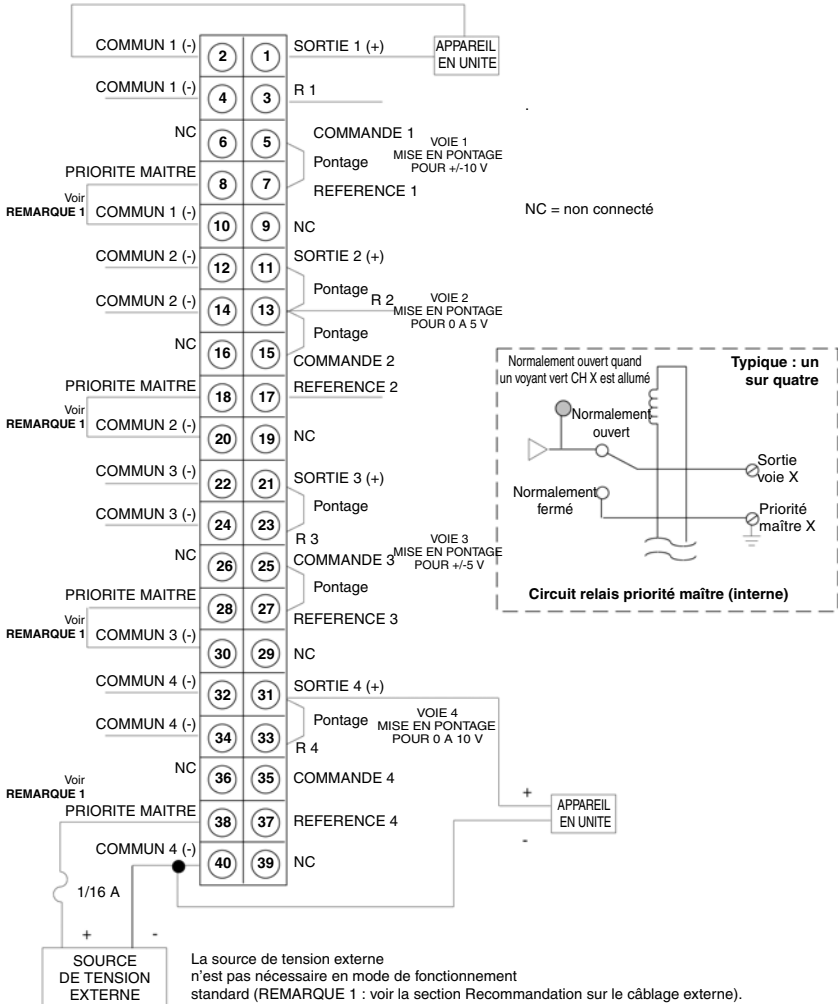 COMMUN 1 (-) 2 1 SORTIE 1 (+)
APPAREIL
EN UNITE
COMMUN 1 (-) 4 3 R 1
.
NC 6 5 COMMANDE 1
Pontage
VOIE 1
MISE EN PONTAGE
POUR +/-10 V
PRIORITE MAITRE 8 7 REFERENCE 1
Voir
REMARQUE 1
COMMUN 1 (-) 10 9 NC
NC = non connecté
COMMUN 2 (-) 12 11 SORTIE 2 (+)
Pontage
COMMUN 2 (-) 14 13 R 2
VOIE 2
MISE EN PONTAGE
POUR 0 A 5 V
Pontage
NC 16 15 COMMANDE 2
PRIORITE MAITRE 18 17 REFERENCE 2
Voir
REMARQUE 1
COMMUN 2 (-) 20 19 NC
COMMUN 3 (-) 22 21 SORTIE 3 (+)
Pontage
COMMUN 3 (-) 24 23 R 3
NC 26 25 COMMANDE 3
VOIE 3
MISE EN PONTAGE
POUR +/-5 V
Pontage
PRIORITE MAITRE 28 27 REFERENCE 3
Voir
REMARQUE 1
COMMUN 3 (-) 30 29 NC
COMMUN 4 (-) 32 31 SORTIE 4 (+)
Pontage
VOIE 4
MISE EN PONTAGE
POUR 0 A 10 V
COMMUN 4 (-) 34 33 R 4
NC 36 35 COMMANDE 4
Voir
REMARQUE 1
PRIORITE MAITRE 38 37 REFERENCE 4
COMMUN 4 (-) 40 39 NC
+
-
APPAREIL
EN UNITE
1/16 A
+ -
SOURCE
DE TENSION
EXTERNE
La source de tension externe
n'est pas nécessaire en mode de fonctionnement
standard (REMARQUE 1 : voir la section Recommandation sur le câblage externe).
Normalement ouvert quand
un voyant vert CH X est allumé
Typique : un
sur quatre
Normalement
ouvert
Sortie
voie X
Normalement
fermé
Priorité
maître X
Circuit relais priorité maître (interne)